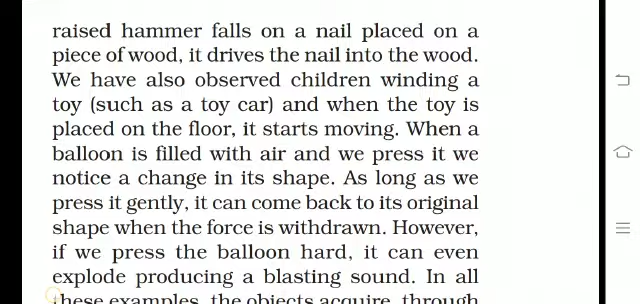 raised hammer falls on a nail placed on a
piece of wood, it drives the nail into the wood.
We have also observed children winding a
toy (such as a toy car) and when the toy is
placed on the floor, it starts moving. When a
balloon is filled with air and we press it we
notice a change in its shape. As long as we
press it gently, it can come back to its original
shape when the force is withdrawn. However,
if we press the balloon hard, it can even
explode producing a blasting sound. In all
these examples, the objects acquire, through